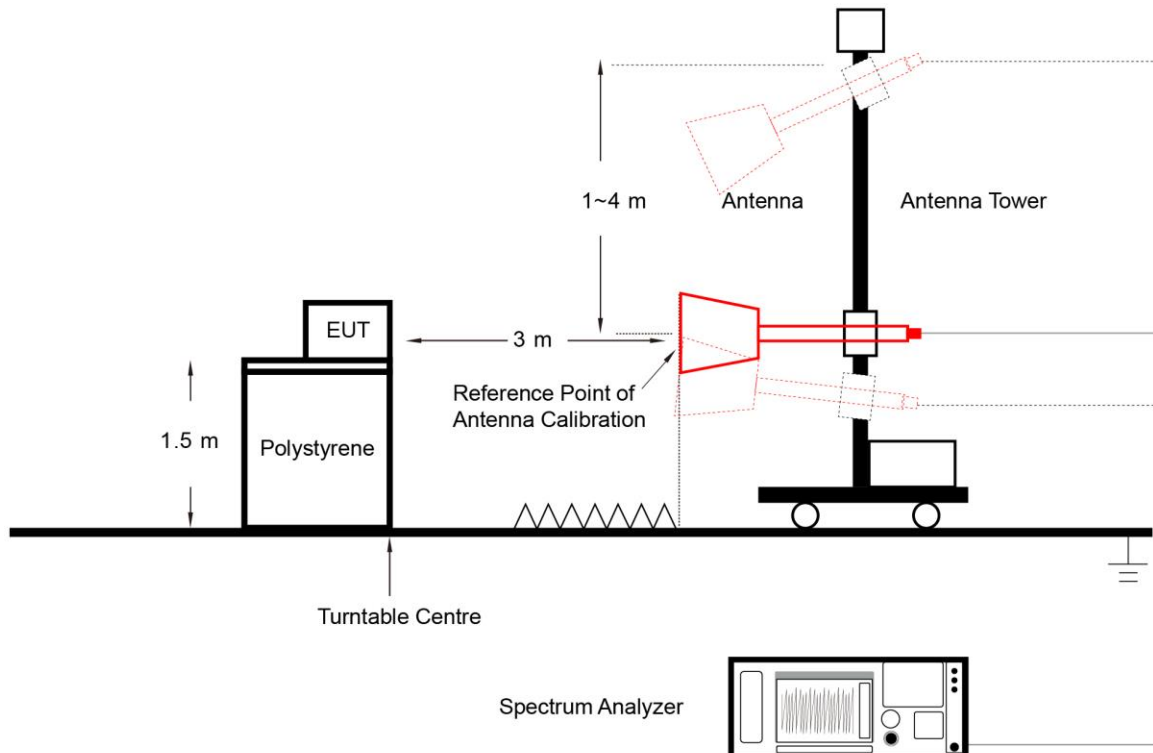 1~4 m
Antenna
Antenna Tower
EUT
3 m
Reference Point of
Antenna Calibration
1.5 m
Polystyrene
Turntable Centre
Spectrum Analyzer